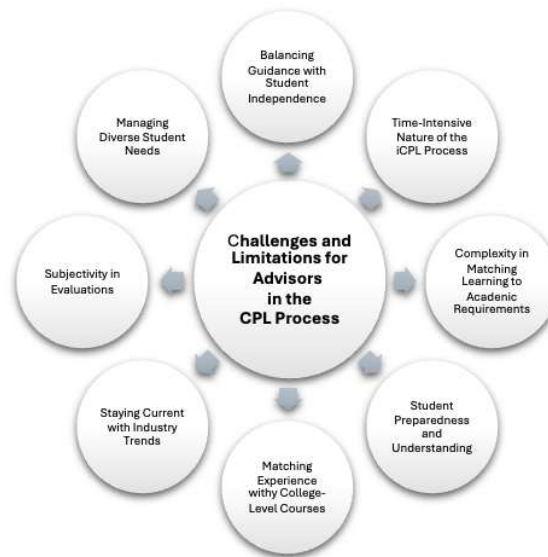 Balancing
Guidance with
Student
Independence
Time-Intensive
Nature of the
iCPL Process
Complexity in
Matching
Learning to
Acadenic
Requirements
Student
Preparedness
and
Understanding
Matching
Experience
withy College-
Level Courses
Staying Current
with Industry
Trends
Subjectivity in
Evaluations
Managing
Diverse Student
Needs
Challenges and
Limitations for
Advisors
in the
CPL Process